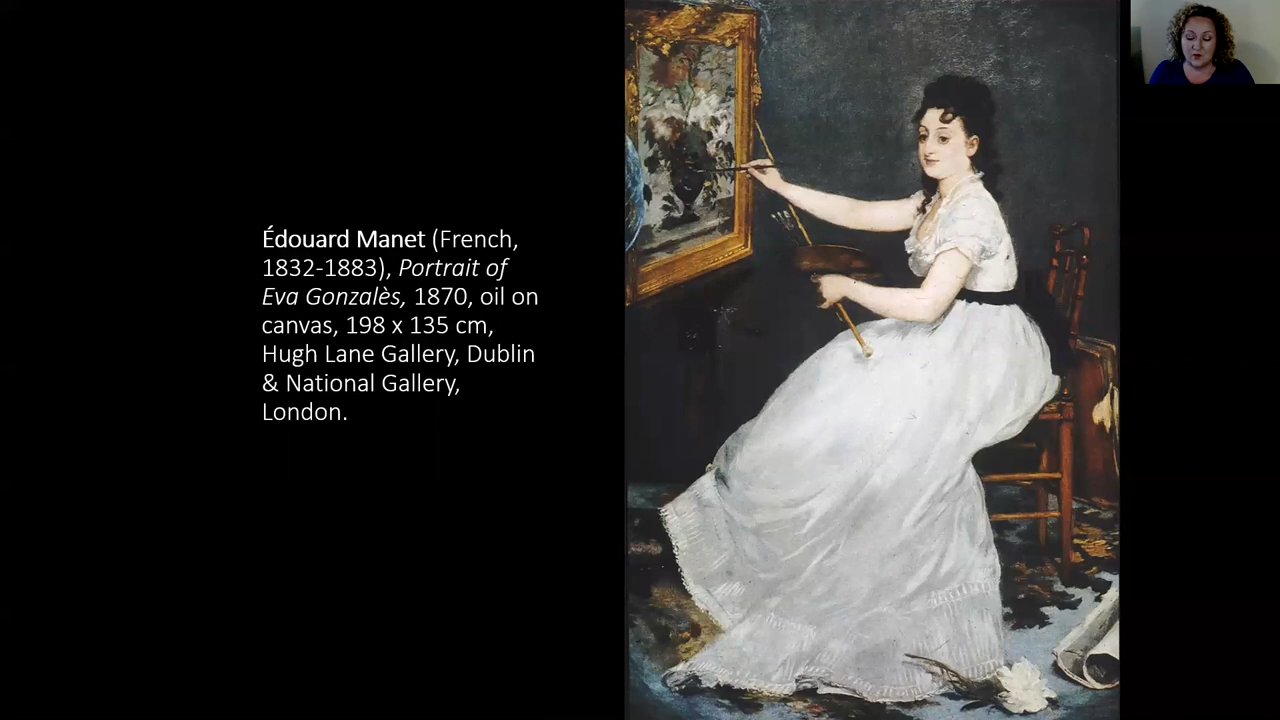 Édouard Manet (French,
1832-1883), Portrait of
Eva Gonzalès, 1870, oil on
canvas, 198 x 135 cm,
Hugh Lane Gallery, Dublin
& National Gallery,
London.